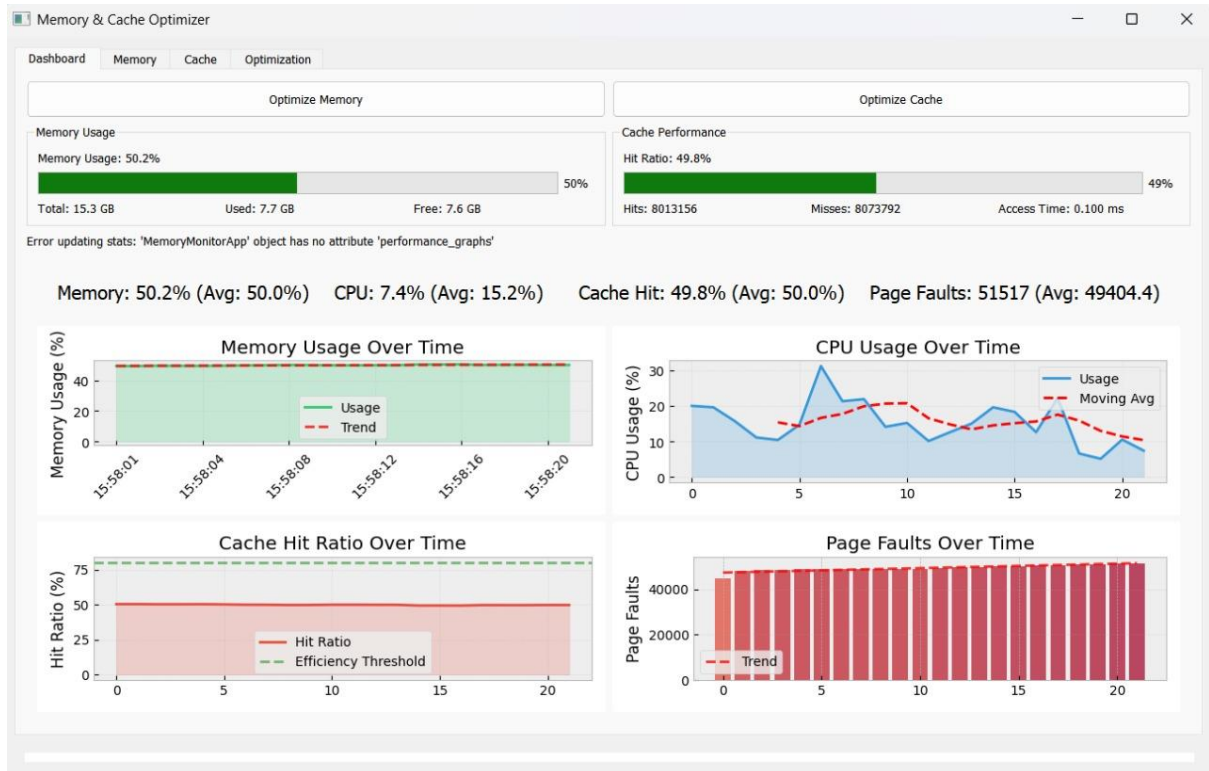 Memory & Cache Optimizer
Dashboard Memory Cache Optimization
Optimize Memory Optimize Cache
Memory Usage
Memory Usage: 50.2%
50%
Total: 15.3 GB Used: 7.7 GB Free: 7.6 GB
Cache Performance
Hit Ratio: 49.8%
49%
Hits: 8013156 Misses: 8073792 Access Time: 0.100 ms
Error updating stats: 'MemoryMonitorApp' object has no attribute 'performance_graphs'
Memory: 50.2% (Avg: 50.0%) CPU: 7.4% (Avg: 15.2%) Cache Hit: 49.8% (Avg: 50.0%) Page Faults: 51517 (Avg: 49404.4)
Memory Usage Over Time
Memory Usage (%)
40
20
0
Usage
Trend
15:58:01 15:58:04 15:58:08 15:58:12 15:58:16 15:58:20
CPU Usage Over Time
CPU Usage (%)
30
20
10
0
Usage
Moving Avg
0 5 10 15 20
Cache Hit Ratio Over Time
Hit Ratio (%)
75
50
25
0
Hit Ratio
Efficiency Threshold
0 5 10 15 20
Page Faults Over Time
Page Faults
40000
20000
0
Trend
0 5 10 15 20